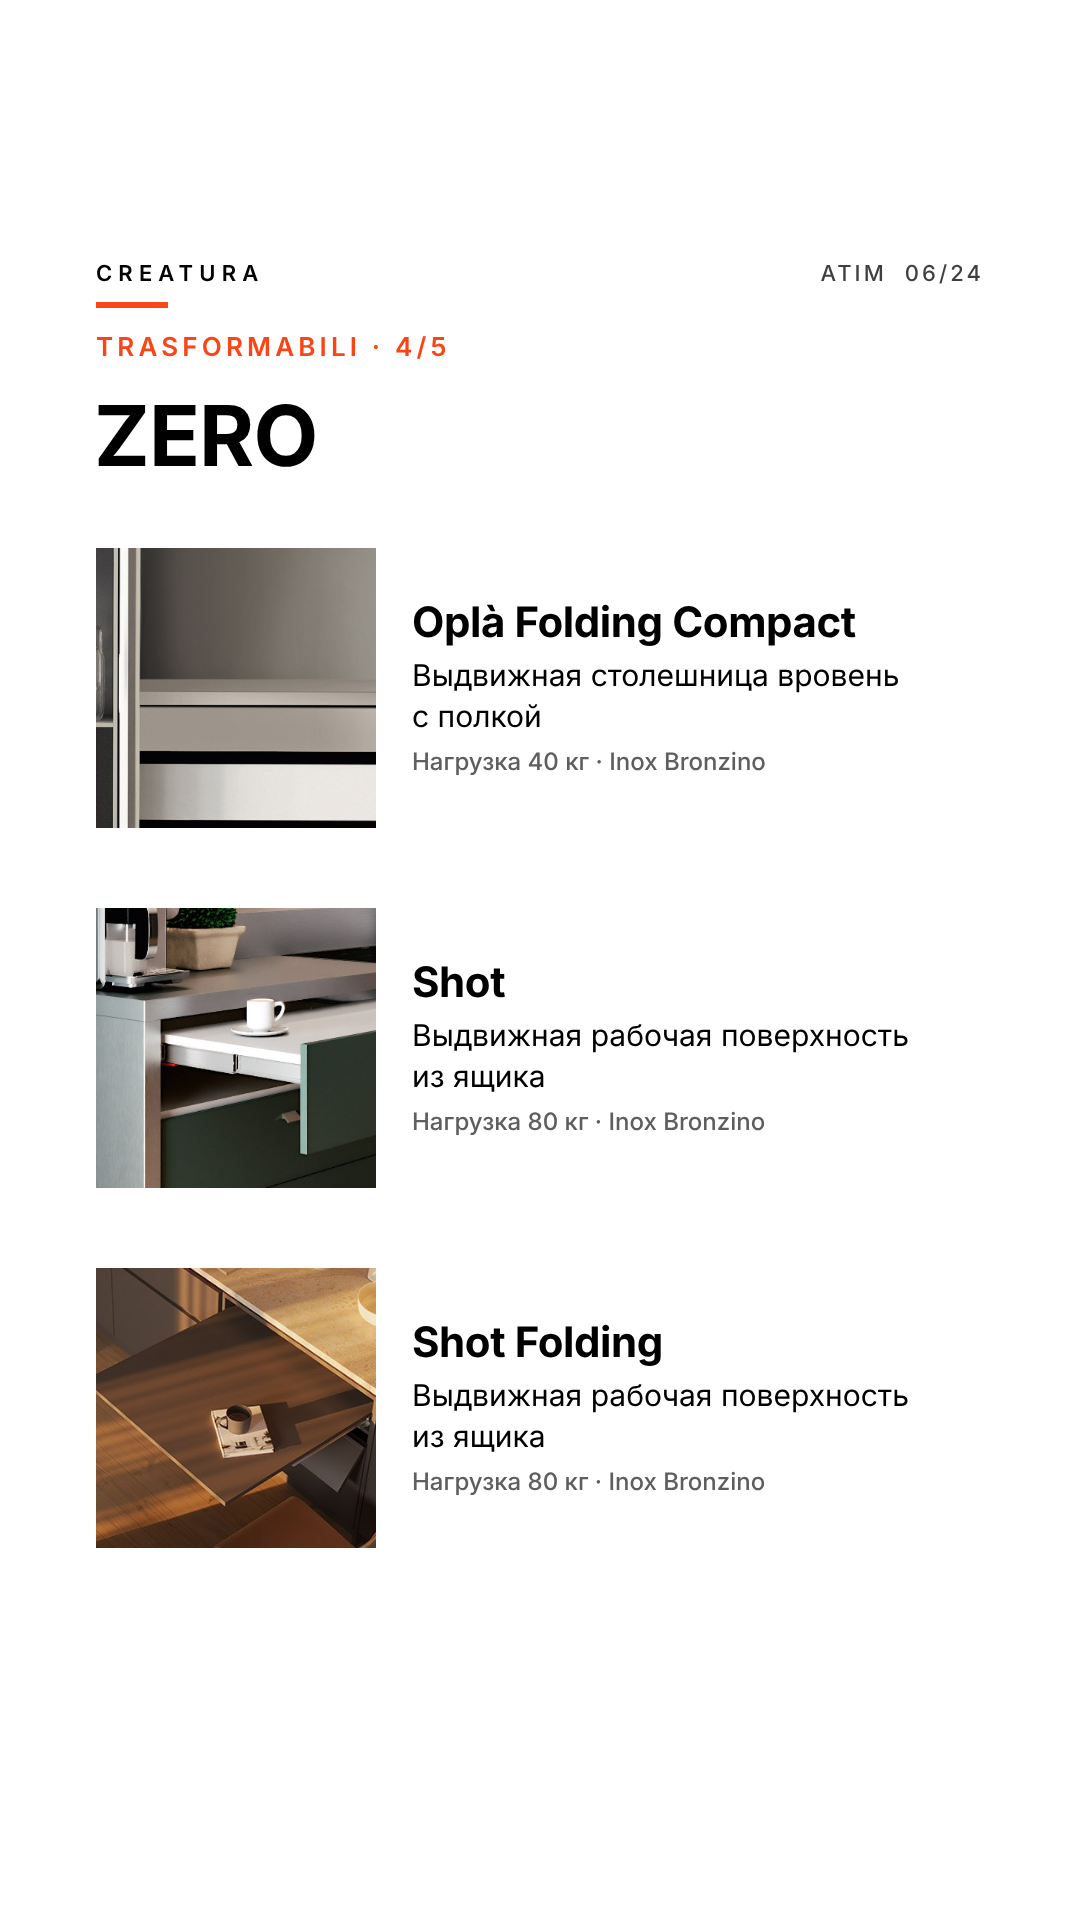 CREATURA
ATIM 06/24
TRASFORMABILI · 4/5
ZERO
Oplà Folding Compact
Выдвижная столешница вровень
с полкой
Нагрузка 40 кг · Inox Bronzino
Shot
Выдвижная рабочая поверхность
из ящика
Нагрузка 80 кг · Inox Bronzino
Shot Folding
Выдвижная рабочая поверхность
из ящика
Нагрузка 80 кг · Inox Bronzino